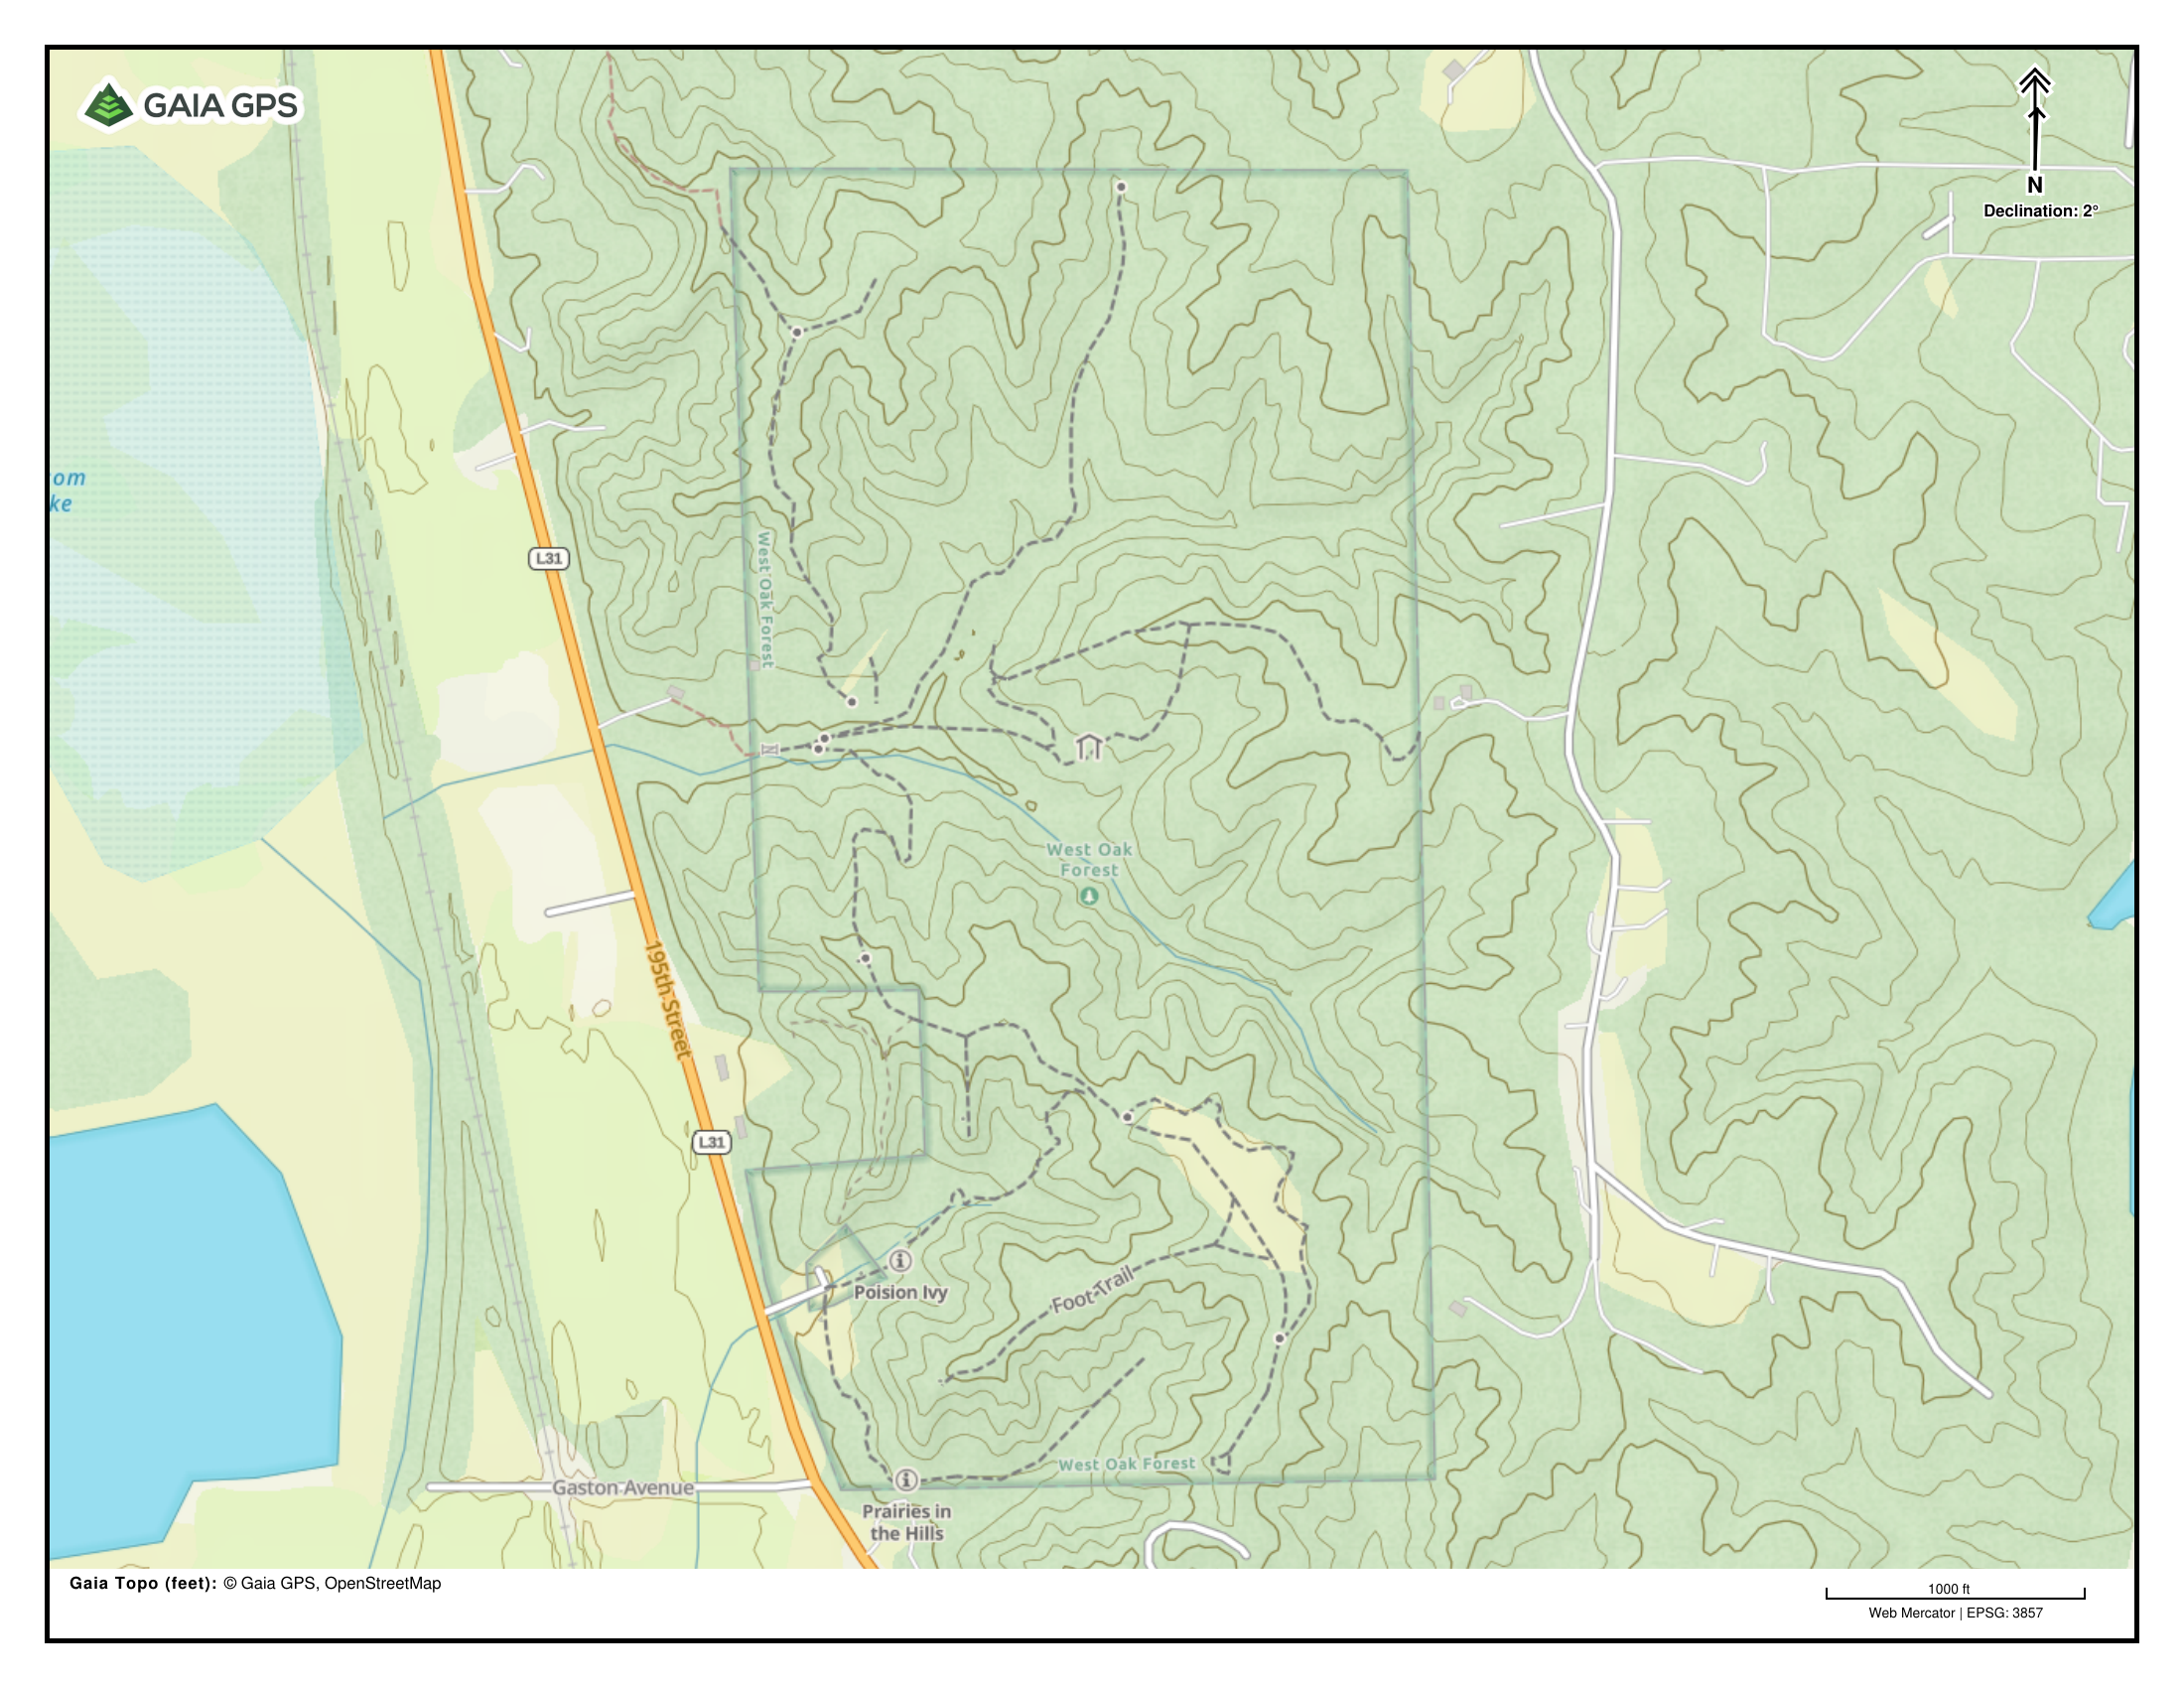 GAIA GPS
N
Declination: 2°
om
ke
L31
West Oak Forest
West Oak
Forest
195th Street
L31
Poision Ivy
Foot Trail
West Oak Forest
Gaston Avenue
Prairies in
the Hills
Gaia Topo (feet): © Gaia GPS, OpenStreetMap
1000 ft
Web Mercator | EPSG: 3857